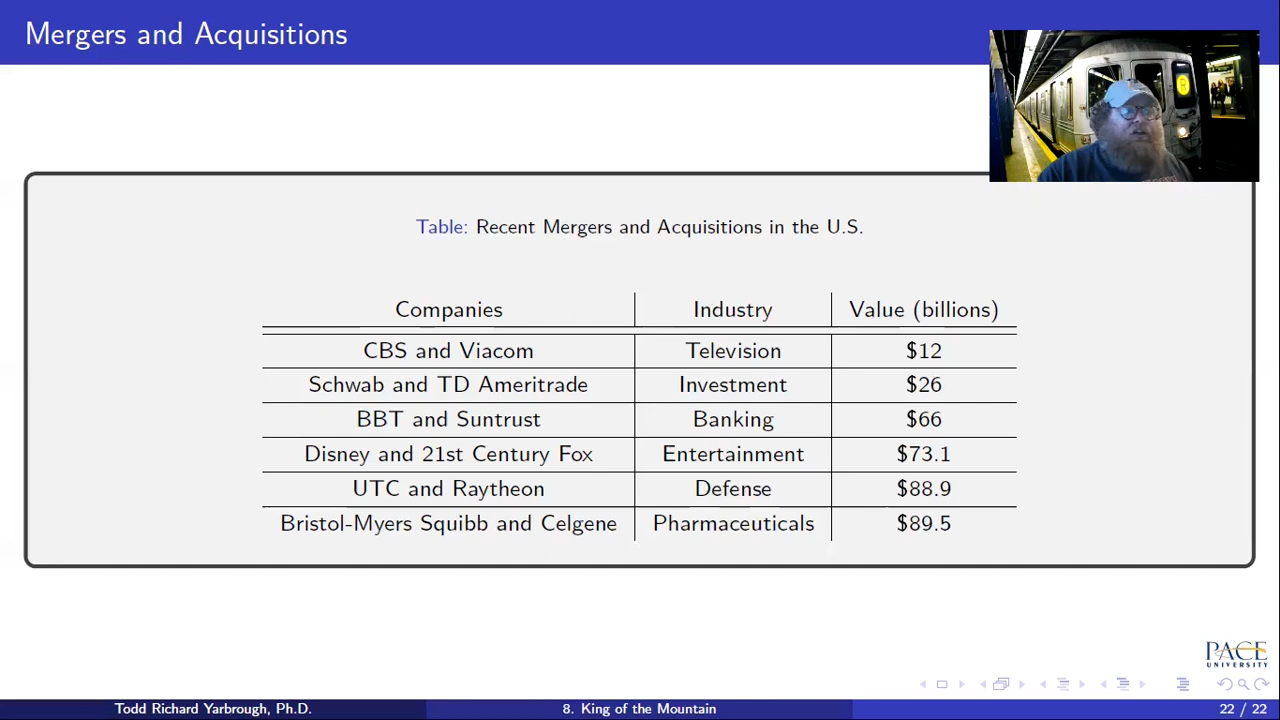 Mergers and Acquisitions
R
Table: Recent Mergers and Acquisitions in the U.S.
Companies Industry Value (billions)
CBS and Viacom Television $12
Schwab and TD Ameritrade Investment $26
BBT and Suntrust Banking $66
Disney and 21st Century Fox Entertainment $73.1
UTC and Raytheon Defense $88.9
Bristol-Myers Squibb and Celgene Pharmaceuticals $89.5
PACE
UNIVERSITY
Todd Richard Yarbrough, Ph.D. 8. King of the Mountain 22 / 22